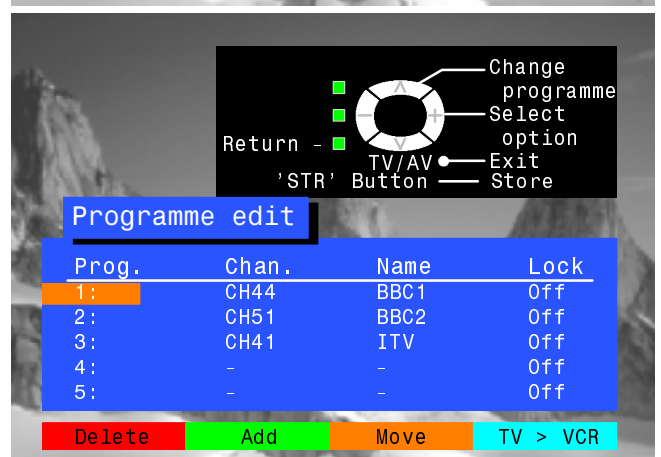 Change
programme
Select
option
Return -
TV/AV Exit
'STR' Button Store
Programme edit
Prog. Chan. Name Lock
1: CH44 BBC1 Off
2: CH51 BBC2 Off
3: CH41 ITV Off
4: - - Off
5: - - Off
Delete Add Move TV > VCR